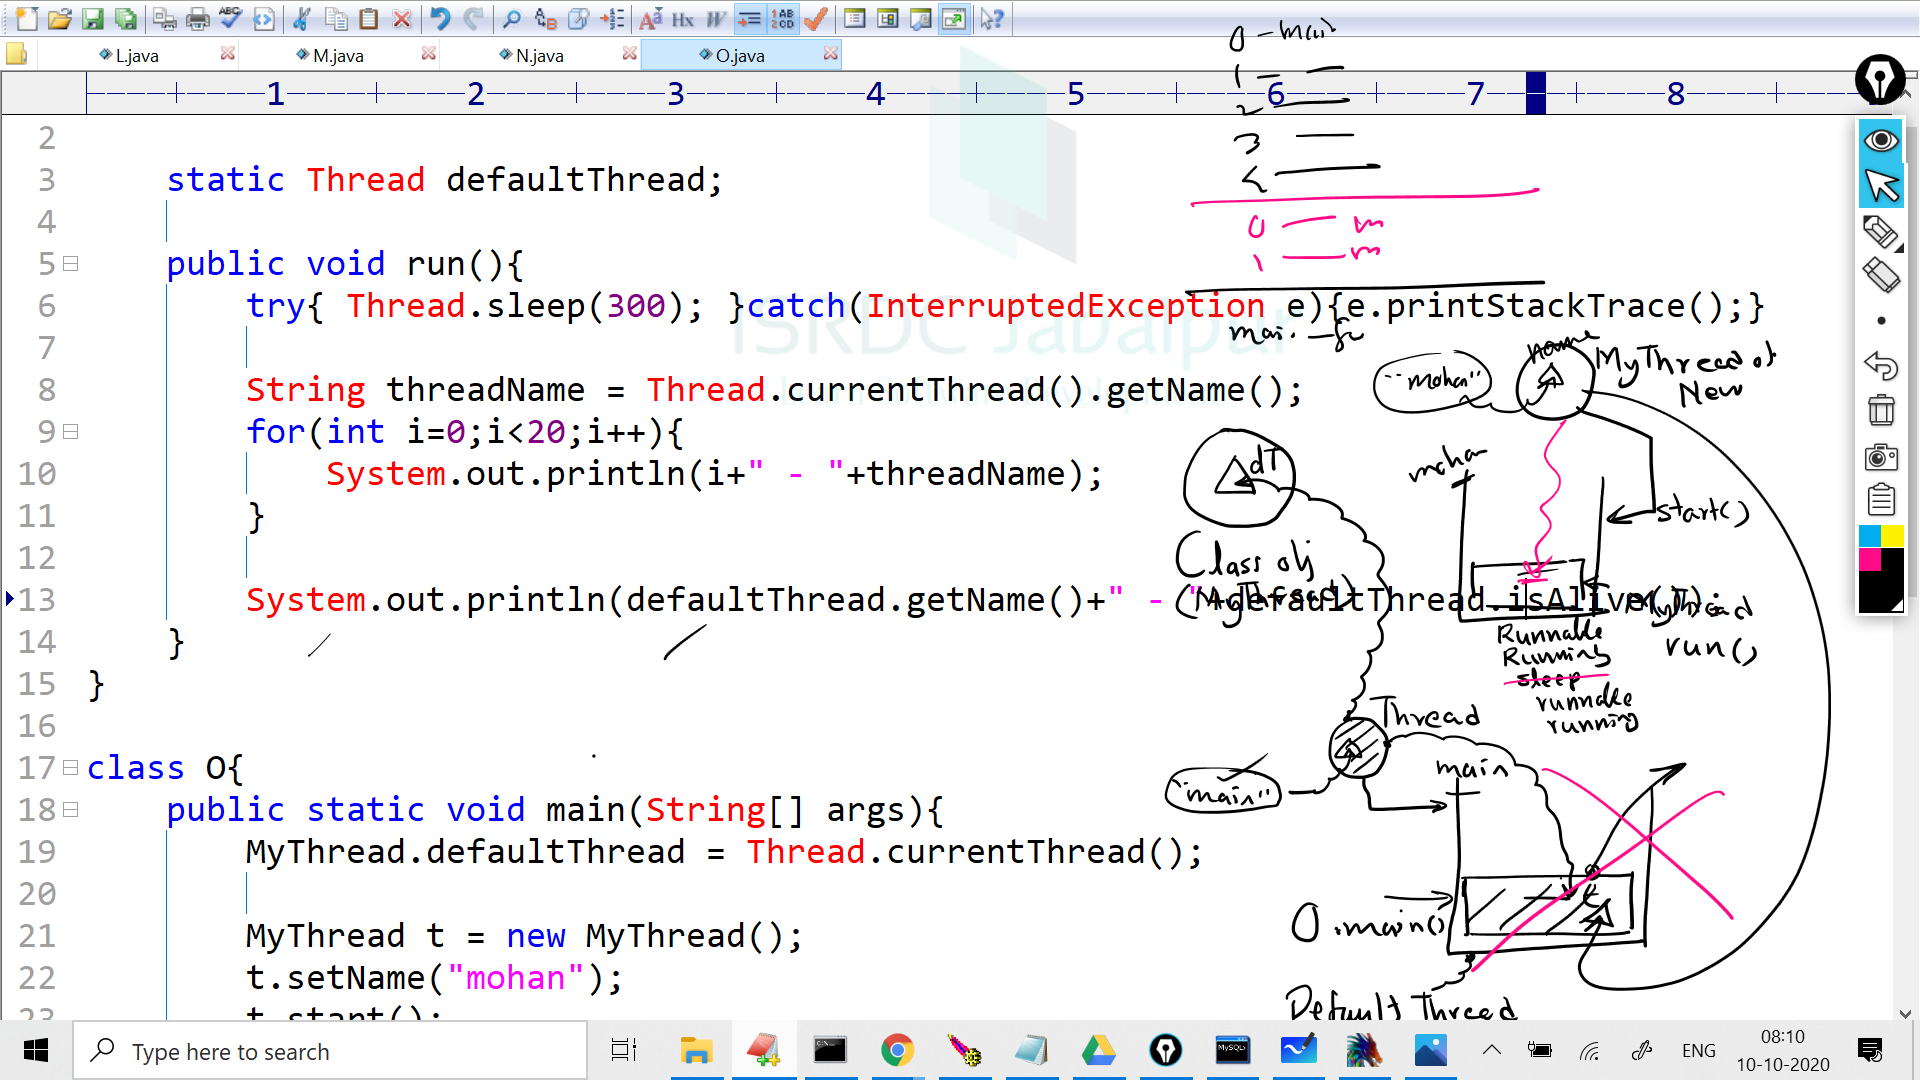 L.java M.java N.java O.java
1 2 3 4 5 6 7 8
2
3 static Thread defaultThread;
4
5 public void run(){
6 try{ Thread.sleep(300); }catch(InterruptedException e){e.printStackTrace();}
7
8 String threadName = Thread.currentThread().getName();
9 for(int i=0;i<20;i++){
10 System.out.println(i+" - "+threadName);
11 }
12
13 System.out.println(defaultThread.getName()+" - "+defaultThread.isAlive());
14 }
15 }
16
17 class O{
18 public static void main(String[] args){
19 MyThread.defaultThread = Thread.currentThread();
20
21 MyThread t = new MyThread();
22 t.setName("mohan");
23 t.start();
ISRDC Jabalpur
0 - main
1
2
3
0 m
1 m
name
"mohan"
MyThread obj
New
mohan
start()
dT
Class obj
(MyThread)
MyThread
run()
Runnable
Running
sleep
runnable
running
Thread
"main"
main
O.main()
Default Thread
Type here to search
ENG
08:10
10-10-2020